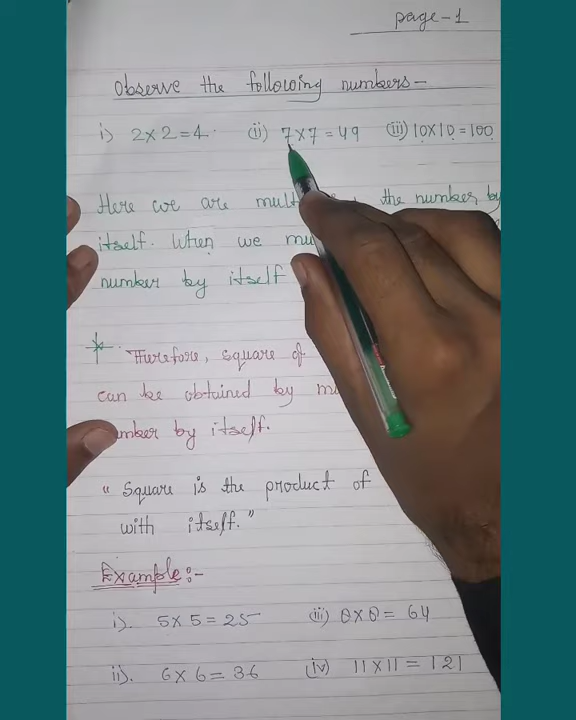 page-1
Observe the following numbers-
i) 2×2=4 (ii) 7×7=49 (iii) 10×10=100
Here we are the number by
itself. When we
number by itself
Therefore, square of
can be obtained by
by itself.
"Square is the product of
with itself."
Example:-
i). 5×5=25 (iii) 8×8= 64
ii). 6×6=36 (iv) 11×11=121